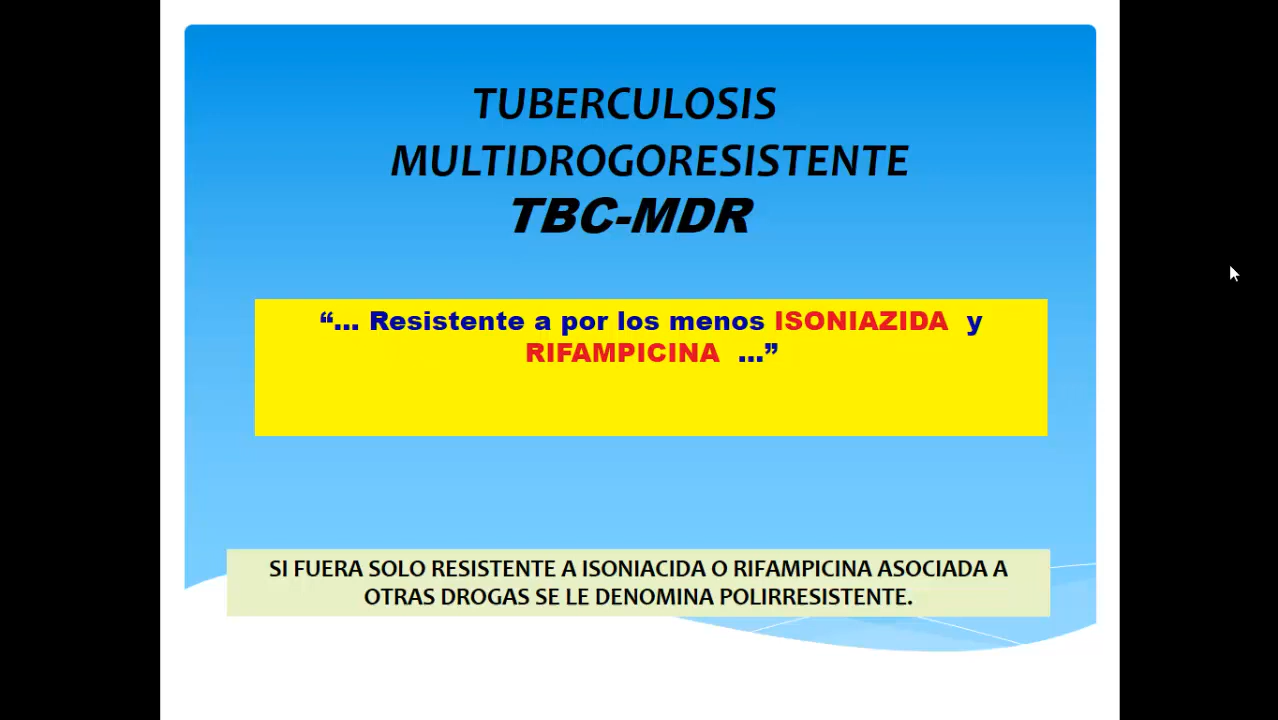 TUBERCULOSIS
MULTIDROGORESISTENTE
TBC-MDR
“... Resistente a por los menos ISONIAZIDA y
RIFAMPICINA ...”
SI FUERA SOLO RESISTENTE A ISONIACIDA O RIFAMPICINA ASOCIADA A
OTRAS DROGAS SE LE DENOMINA POLIRRESISTENTE.